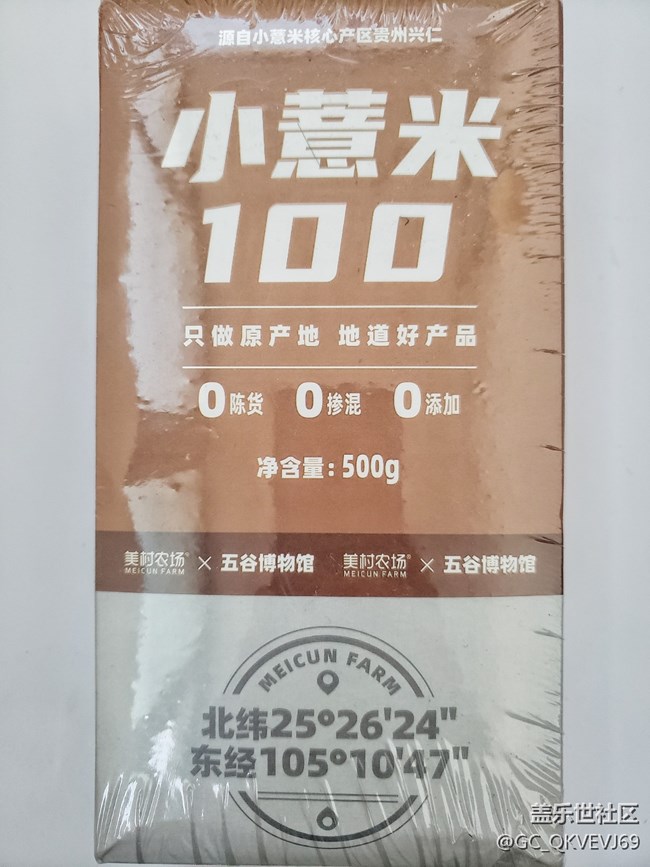 源自小薏米核心产区贵州兴仁
小薏米
100
只做原产地 地道好产品
0陈货 0掺混 0添加
净含量：500g
美村农场® × 五谷博物馆 美村农场® × 五谷博物馆
MEICUN FARM MEICUN FARM
MEICUN FARM
北纬25°26'24"
东经105°10'47"
盖乐世社区
@GC_QKVEVJ69